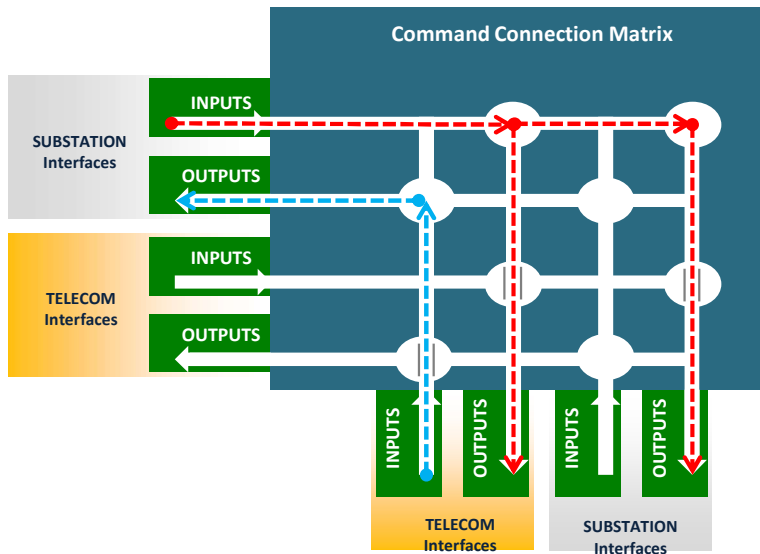 Command Connection Matrix
INPUTS
SUBSTATION
Interfaces
OUTPUTS
INPUTS
TELECOM
Interfaces
OUTPUTS
INPUTS
OUTPUTS
INPUTS
OUTPUTS
TELECOM
Interfaces
SUBSTATION
Interfaces